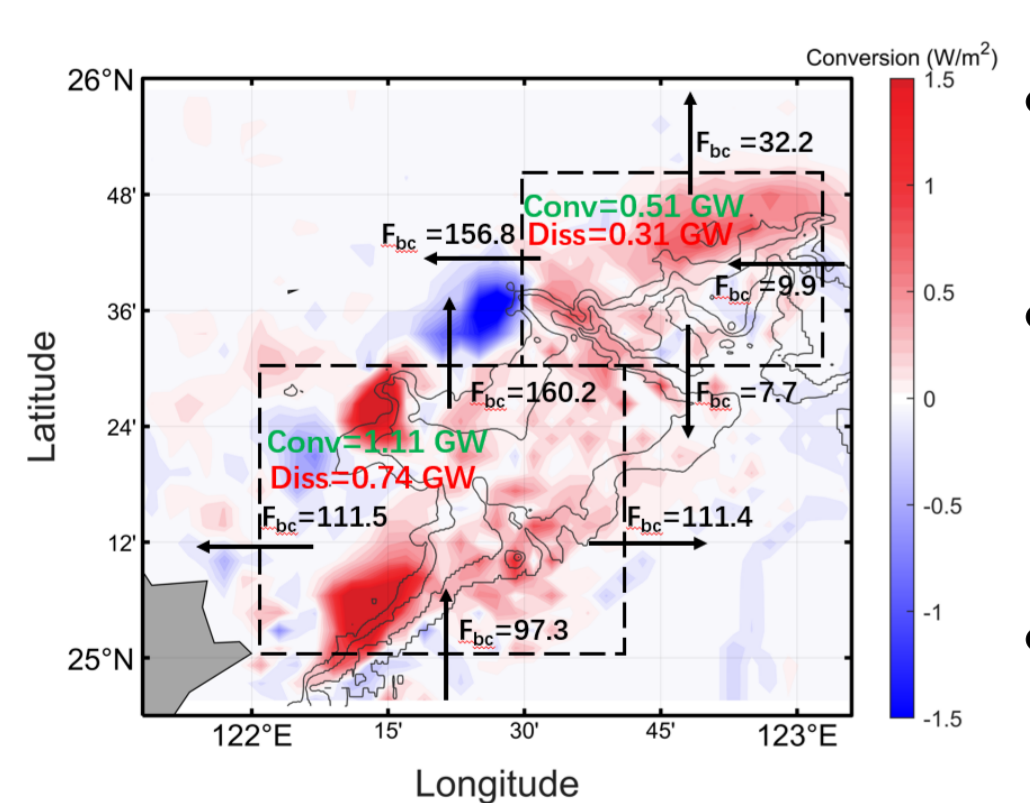 Conversion (W/m²)
26°N
1.5
F_bc =32.2
48'
Conv=0.51 GW
1
F_bc =156.8
Diss=0.31 GW
F_bc =9.9
36'
0.5
F_bc =160.2
F_bc =7.7
0
Latitude
24'
Conv=1.11 GW
Diss=0.74 GW
-0.5
F_bc=111.5
F_bc=111.4
12'
-1
F_bc=97.3
25°N
-1.5
122°E
15'
30'
45'
123°E
Longitude